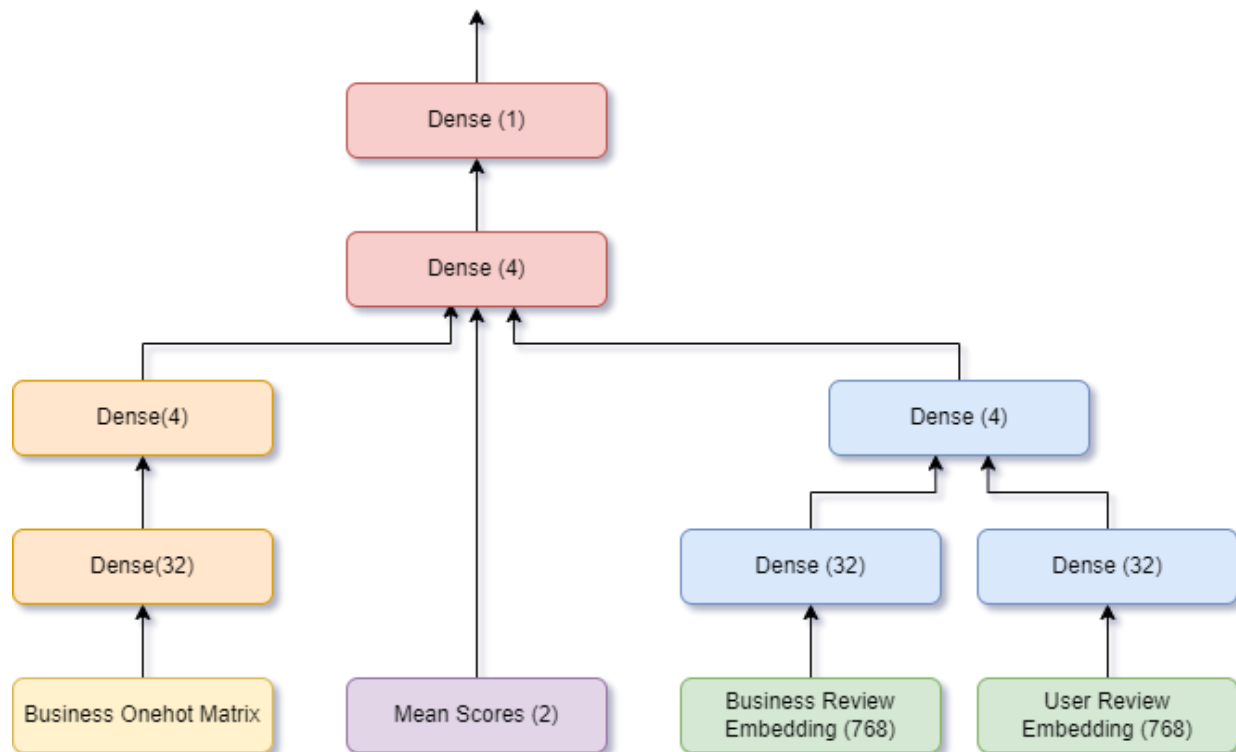 Dense (1)
Dense (4)
Dense(4)
Dense (4)
Dense(32)
Dense (32)
Dense (32)
Business Onehot Matrix
Mean Scores (2)
Business Review
Embedding (768)
User Review
Embedding (768)